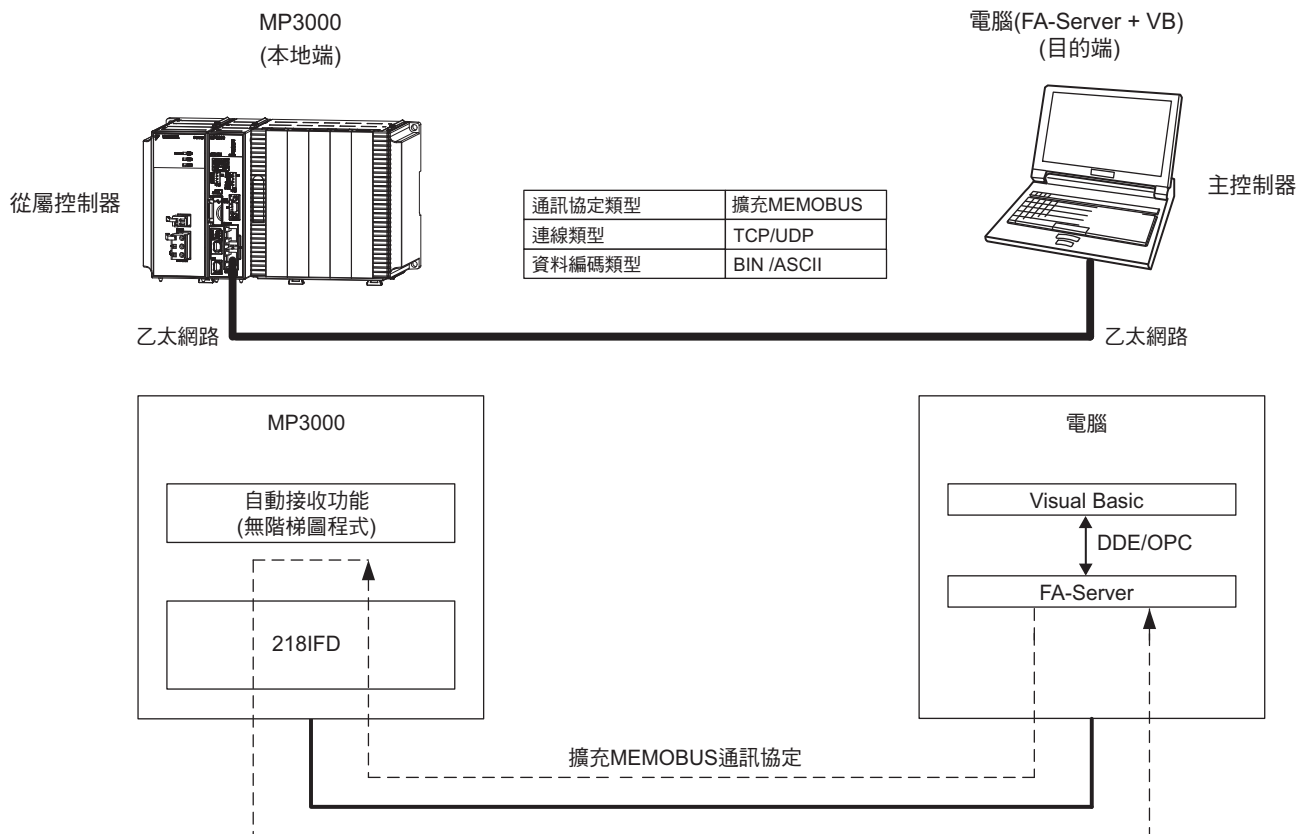 MP3000
(本地端)
電腦(FA-Server + VB)
(目的端)
從屬控制器
主控制器
通訊協定類型 擴充MEMOBUS
連線類型 TCP/UDP
資料編碼類型 BIN /ASCII
乙太網路
乙太網路
MP3000
電腦
自動接收功能
(無階梯圖程式)
Visual Basic
DDE/OPC
FA-Server
218IFD
擴充MEMOBUS通訊協定